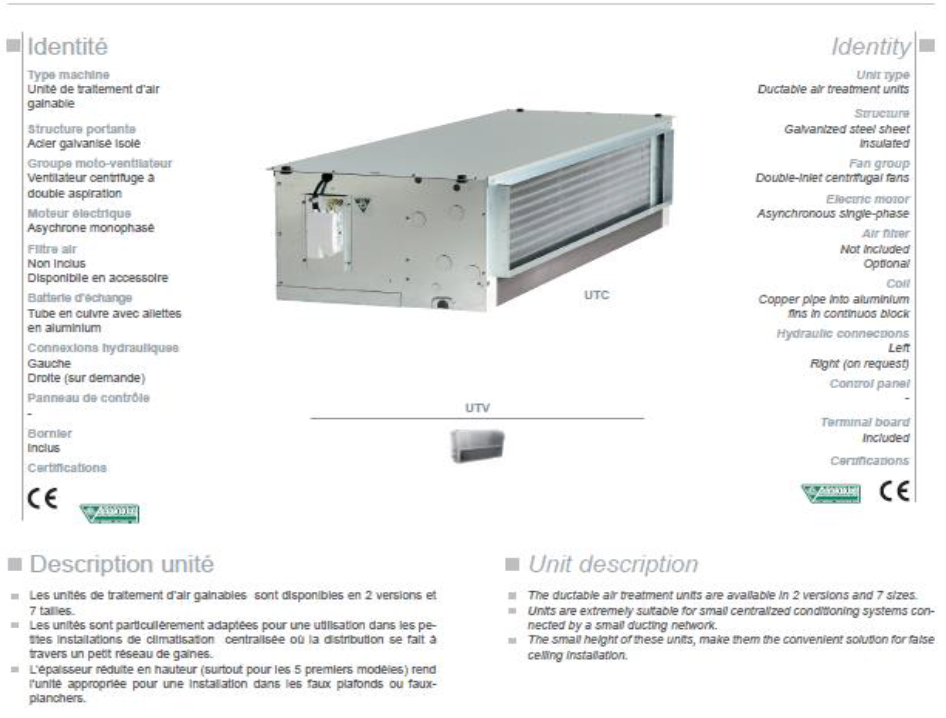 Identité
Type machine
Unité de traitement d'air
gainable
Structure portante
Acier galvanisé isolé
Groupe moto-ventilateur
Ventilateur centrifuge à
double aspiration
Moteur électrique
Asychrone monophasé
Filtre air
Non inclus
Disponibile en accessoire
Batterie d'échange
Tube en cuivre avec ailettes
en aluminium
Connexions hydrauliques
Gauche
Droite (sur demande)
Panneau de contrôle
-
Bornier
Inclus
Certifications
CE
UTC
UTV
Identity
Unit type
Ductable air treatment units
Structure
Galvanized steel sheet
Insulated
Fan group
Double-inlet centrifugal fans
Electric motor
Asynchronous single-phase
Air filter
Not included
Optional
Coil
Copper pipe into aluminium
fins in continuos block
Hydraulic connections
Left
Right (on request)
Control panel
-
Terminal board
Included
Certifications
CE
Description unité
Les unités de traitement d'air gainables sont disponibles en 2 versions et
7 tailles.
Les unités sont particulièrement adaptées pour une utilisation dans les pe-
tites installations de climatisation centralisée où la distribution se fait à
travers un petit réseau de gaines.
L'épaisseur réduite en hauteur (surtout pour les 5 premiers modèles) rend
l'unité appropriée pour une installation dans les faux plafonds ou faux-
planchers.
Unit description
The ductable air treatment units are available in 2 versions and 7 sizes.
Units are extremely suitable for small centralized conditioning systems con-
nected by a small ducting network.
The small height of these units, make them the convenient solution for false
ceiling installation.